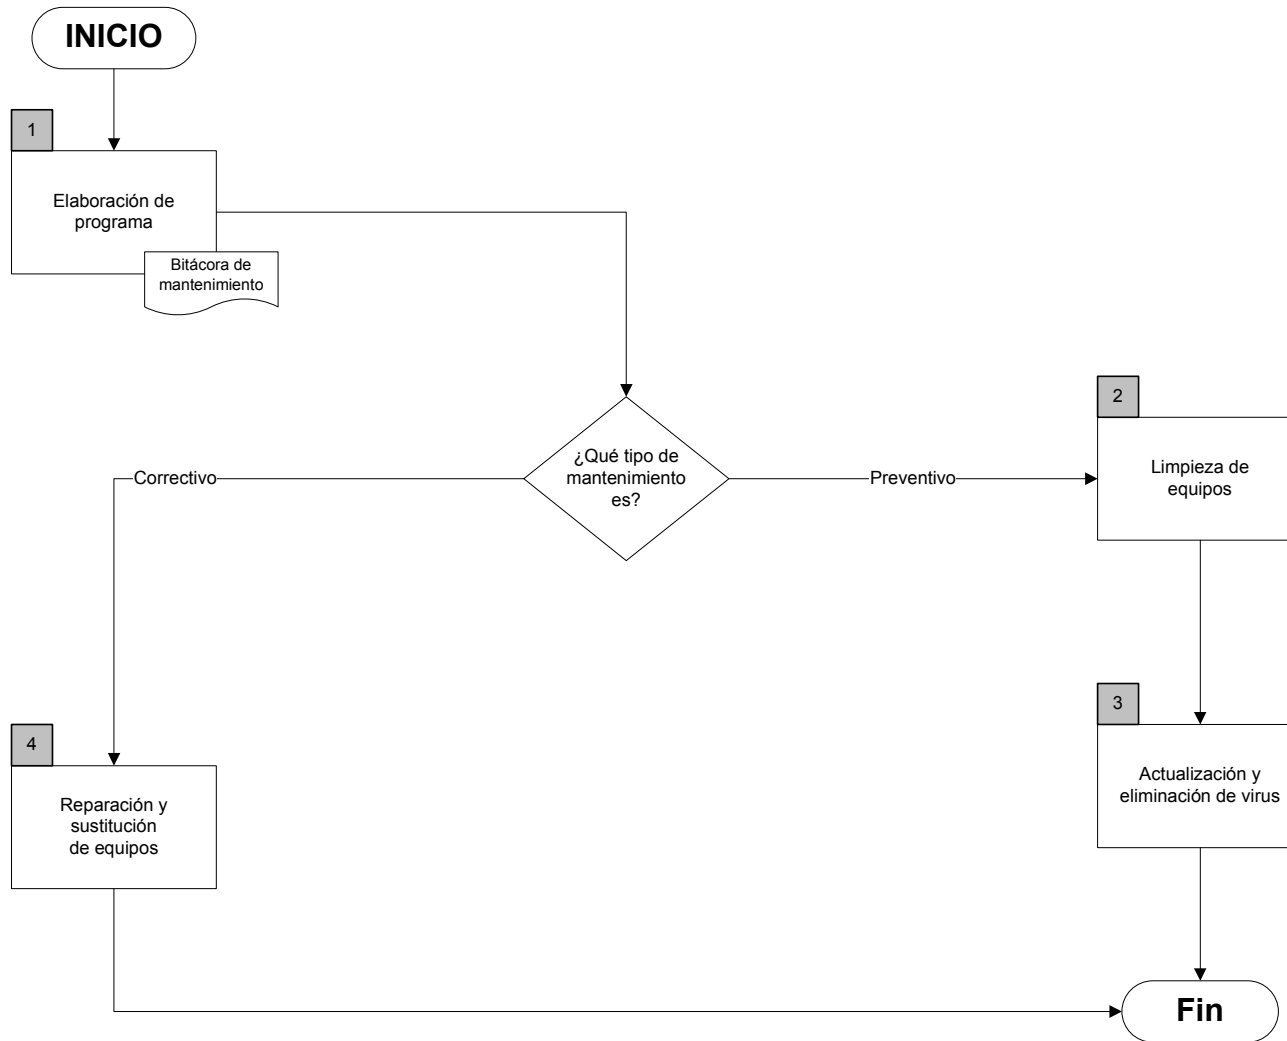 INICIO
1
Elaboración de
programa
Bitácora de
mantenimiento
2
¿Qué tipo de
mantenimiento
es?
Correctivo
Preventivo
Limpieza de
equipos
3
4
Actualización y
eliminación de virus
Reparación y
sustitución
de equipos
Fin